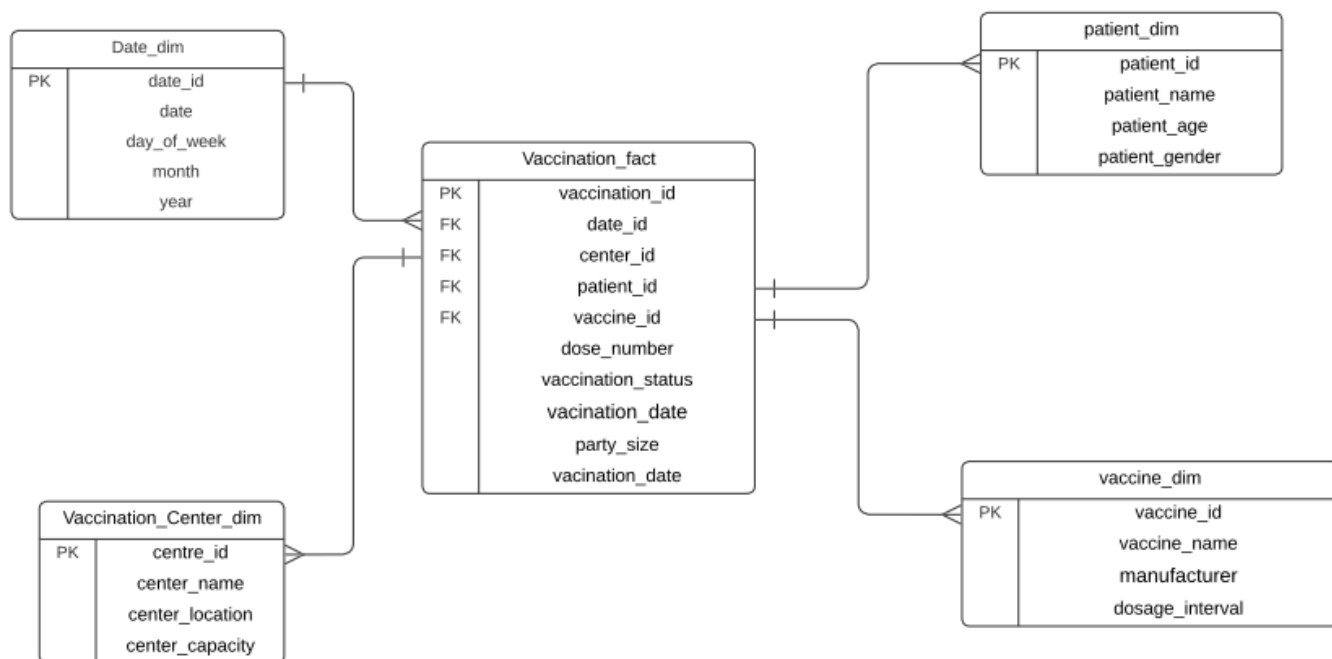 Date_dim
PK date_id
date
day_of_week
month
year
patient_dim
PK patient_id
patient_name
patient_age
patient_gender
Vaccination_fact
PK vaccination_id
FK date_id
FK center_id
FK patient_id
FK vaccine_id
dose_number
vaccination_status
vacination_date
party_size
vacination_date
Vaccination_Center_dim
PK centre_id
center_name
center_location
center_capacity
vaccine_dim
PK vaccine_id
vaccine_name
manufacturer
dosage_interval